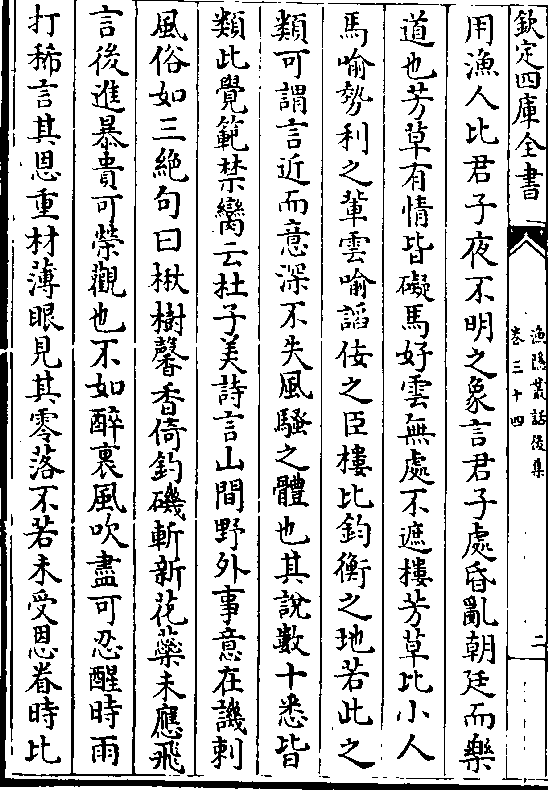 欽定四庫全書
漁隱叢話後集
卷三十四
二
用漁人比君子夜不明之象言君子處昏亂朝廷而樂
道也芳草有情皆礙馬好雲無處不遮樓芳草比小人
馬喻勢利之輩雲喻諂佞之臣樓比鈞衡之地若此之
類可謂言近而意深不失風騷之體也其說數十悉皆
類此覺範禁臠云杜子美詩言山間野外事意在譏刺
風俗如三絶句曰楸樹馨香倚釣磯斬新花蘂未應飛
言後進暴貴可榮觀也不如醉裏風吹盡可忍醒時雨
打稀言其恩重材薄眼見其零落不若未受恩眷時比